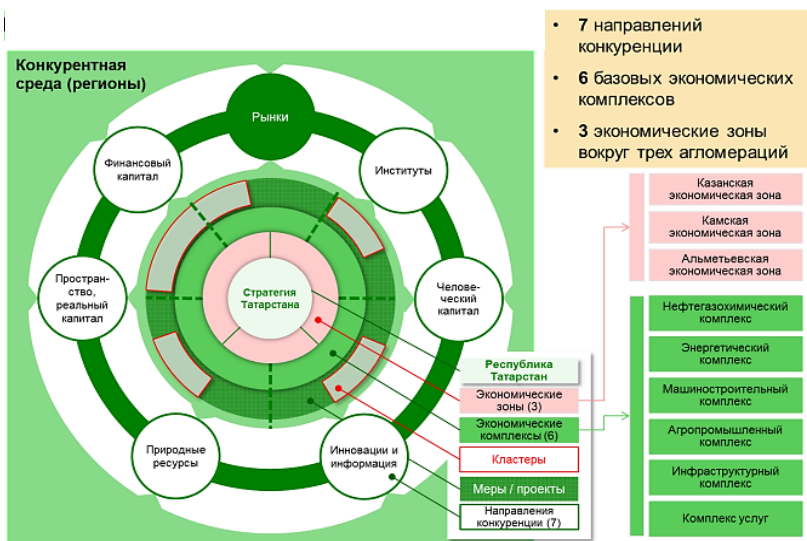 Конкурентная
среда (регионы)
• 7 направлений
конкуренции
• 6 базовых экономических
комплексов
• 3 экономические зоны
вокруг трех агломераций
Рынки
Финансовый
капитал
Институты
Простран-
ство,
реальный
капитал
Стратегия
Татарстана
Челове-
ческий
капитал
Природные
ресурсы
Инновации и
информация
Республика
Татарстан
Экономические
зоны (3)
Экономические
комплексы (6)
Кластеры
Меры / проекты
Направления
конкуренции (7)
Казанская
экономическая зона
Камская
экономическая зона
Альметьевская
экономическая зона
Нефтегазохимический
комплекс
Энергетический
комплекс
Машиностроительный
комплекс
Агропромышленный
комплекс
Инфраструктурный
комплекс
Комплекс услуг